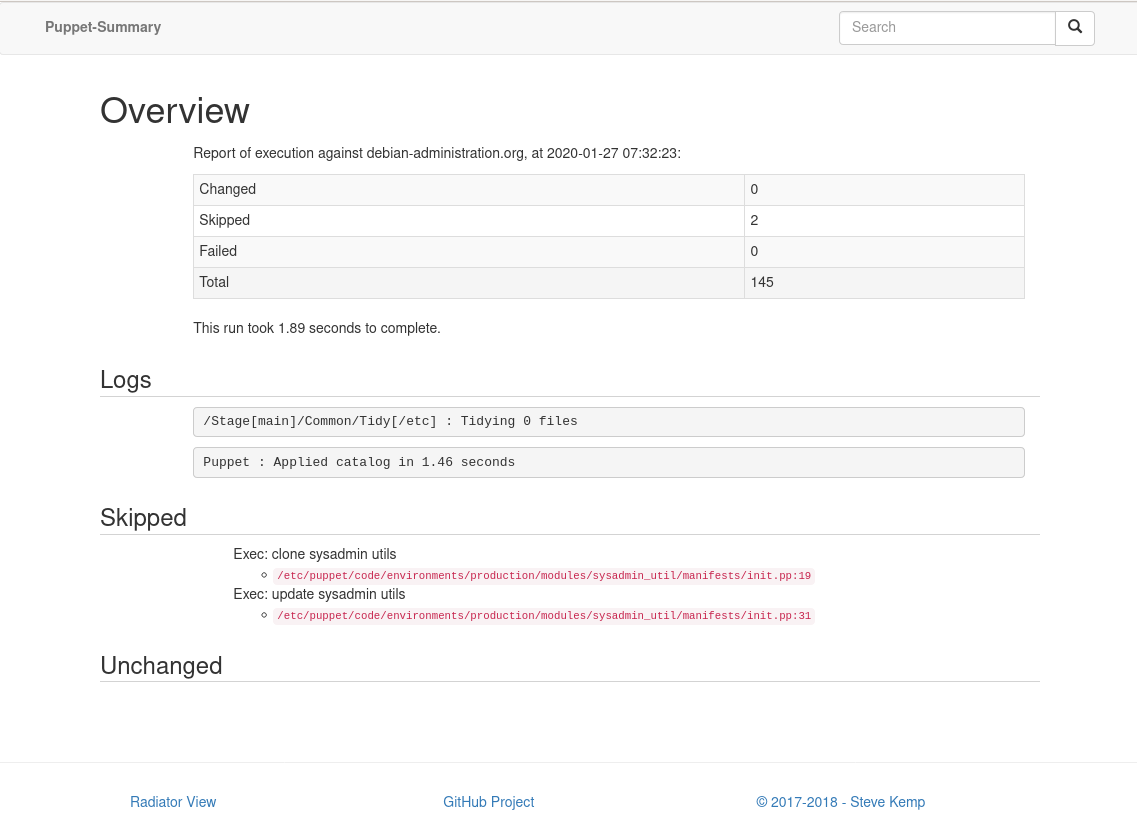 Puppet-Summary
Search
Overview
Report of execution against debian-administration.org, at 2020-01-27 07:32:23:
Changed 0
Skipped 2
Failed 0
Total 145
This run took 1.89 seconds to complete.
Logs
/Stage[main]/Common/Tidy[/etc] : Tidying 0 files
Puppet : Applied catalog in 1.46 seconds
Skipped
Exec: clone sysadmin utils
/etc/puppet/code/environments/production/modules/sysadmin_util/manifests/init.pp:19
Exec: update sysadmin utils
/etc/puppet/code/environments/production/modules/sysadmin_util/manifests/init.pp:31
Unchanged
Radiator View GitHub Project © 2017-2018 - Steve Kemp